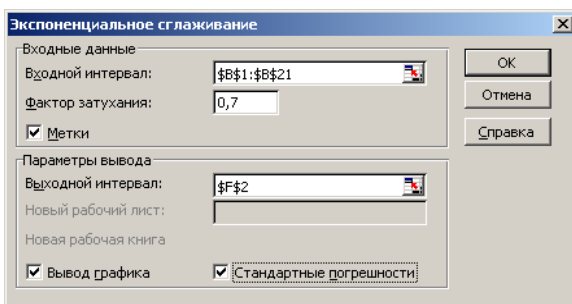 Экспоненциальное сглаживание
Входные данные
Входной интервал: $B$1:$B$21
Фактор затухания: 0,7
Метки
Параметры вывода
Выходной интервал: $F$2
Новый рабочий лист:
Новая рабочая книга
Вывод графика Стандартные погрешности
ОК
Отмена
Справка